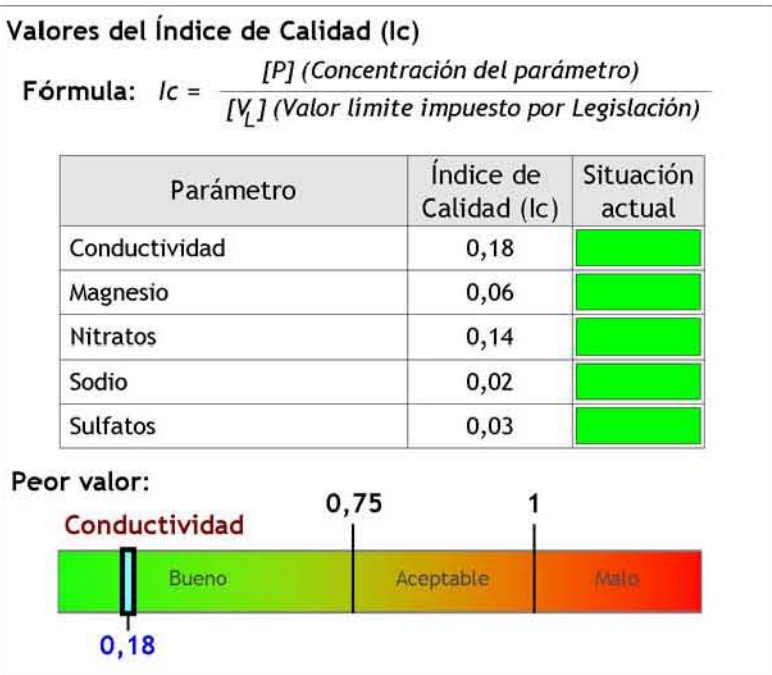 Valores del Índice de Calidad (Ic)
Fórmula: Ic = [P] (Concentración del parámetro)
[V_L] (Valor límite impuesto por Legislación)
Parámetro Índice de Calidad (Ic) Situación actual
Conductividad 0,18
Magnesio 0,06
Nitratos 0,14
Sodio 0,02
Sulfatos 0,03
Peor valor:
0,75 1
Conductividad
Bueno Aceptable Malo
0,18